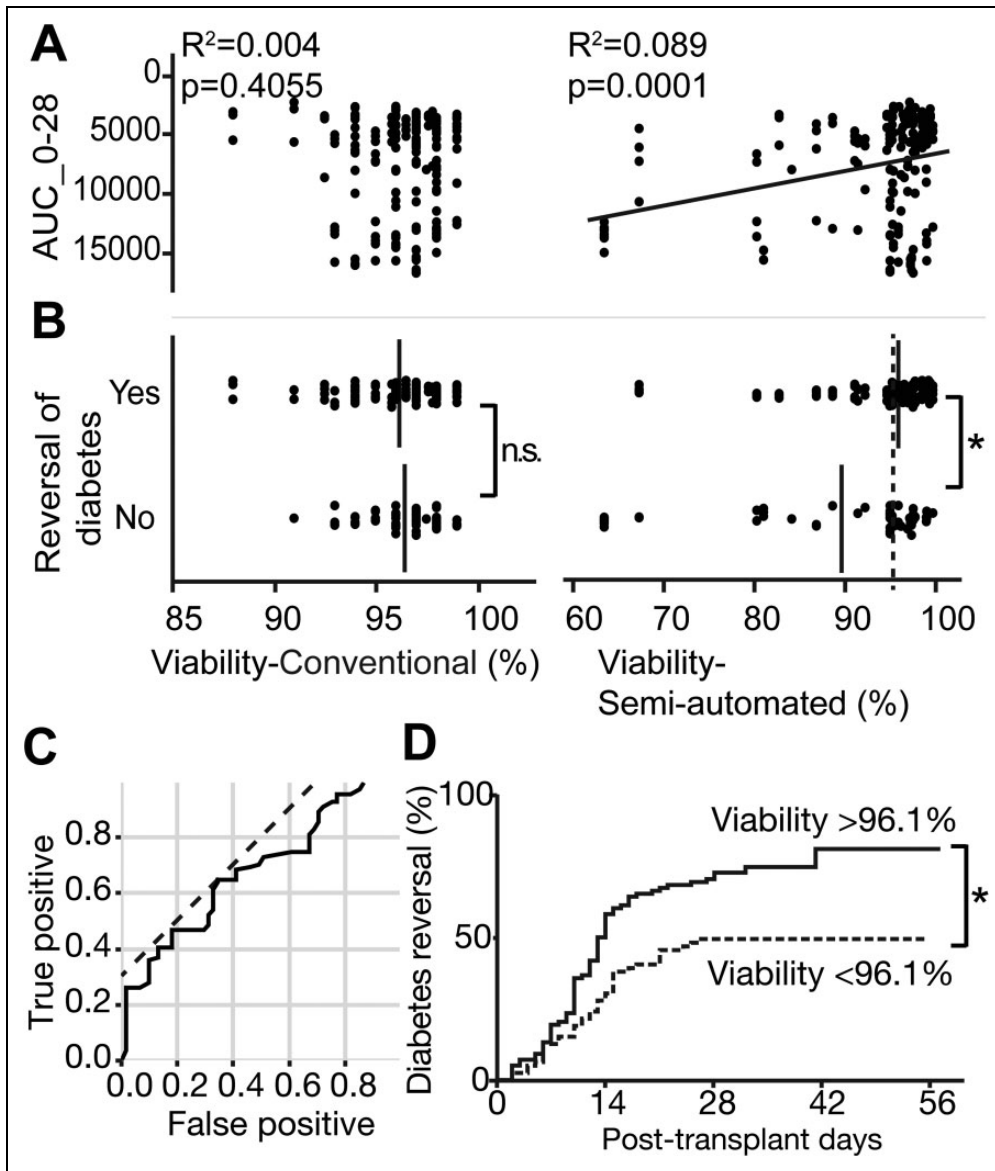 A
R²=0.004
p=0.4055
R²=0.089
p=0.0001
AUC_0-28
0
5000
10000
15000
B
Reversal of
diabetes
Yes
No
n.s.
*
85 90 95 100
60 70 80 90 100
Viability-Conventional (%)
Viability-
Semi-automated (%)
C
True positive
0.8
0.6
0.4
0.2
0.0
0.0 0.2 0.4 0.6 0.8
False positive
D
Diabetes reversal (%)
100
50
0
Viability >96.1%
Viability <96.1%
*
0 14 28 42 56
Post-transplant days